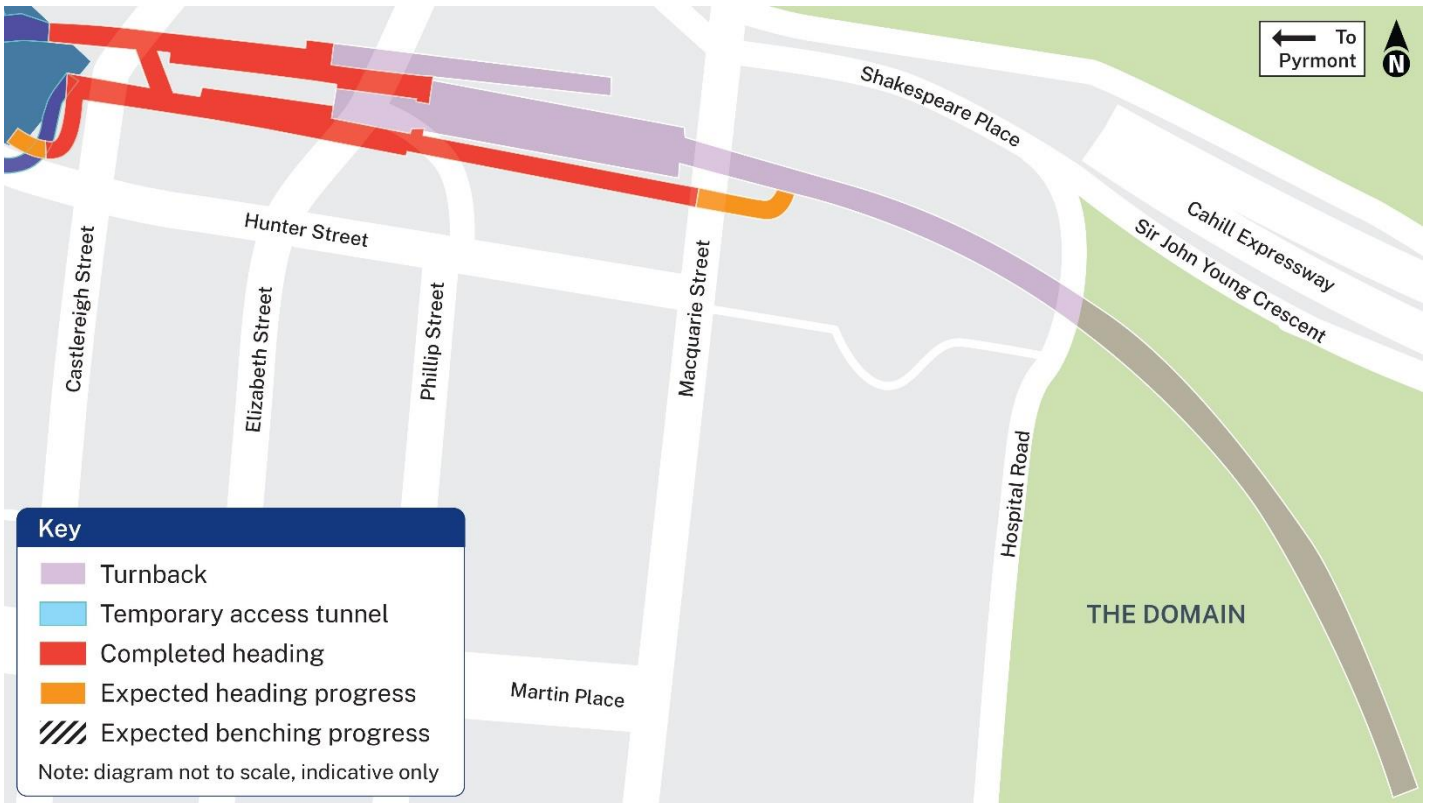 To
Pyrmont
N
Shakespeare Place
Cahill Expressway
Sir John Young Crescent
Hunter Street
Castlereigh Street
Elizabeth Street
Phillip Street
Macquarie Street
Hospital Road
THE DOMAIN
Martin Place
Key
Turnback
Temporary access tunnel
Completed heading
Expected heading progress
Expected benching progress
Note: diagram not to scale, indicative only